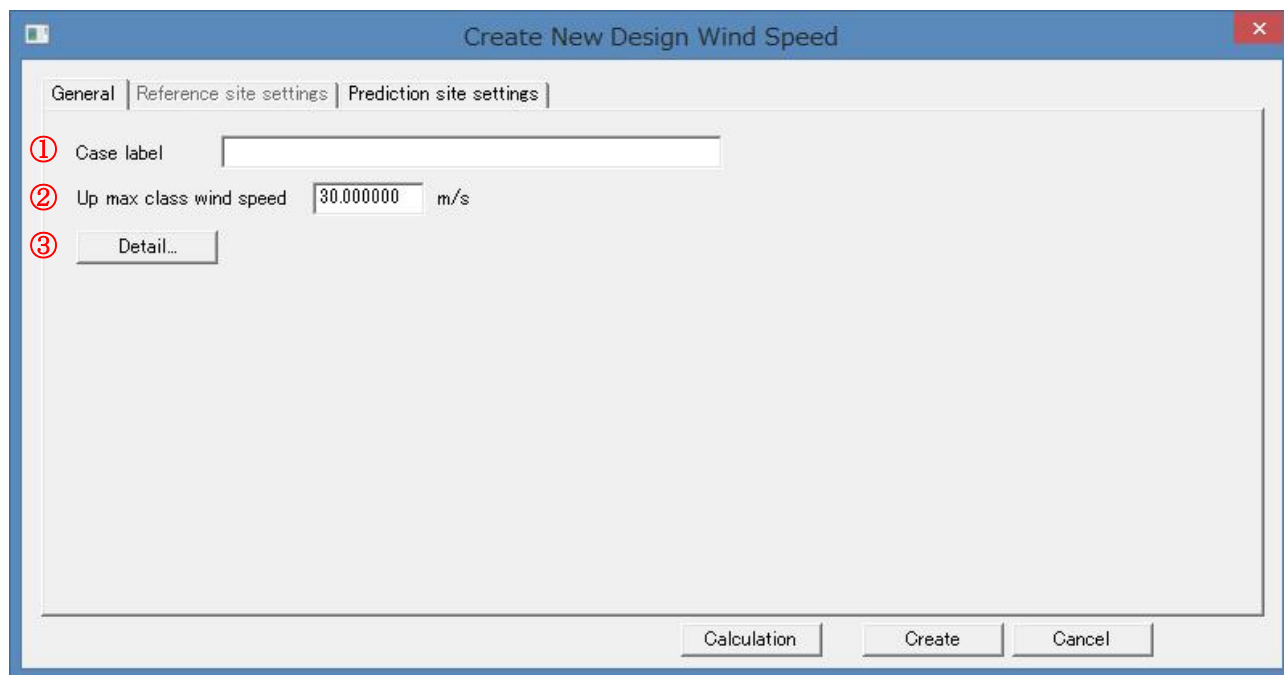 Create New Design Wind Speed
General Reference site settings Prediction site settings
① Case label
② Up max class wind speed 30.000000 m/s
③ Detail...
Calculation Create Cancel